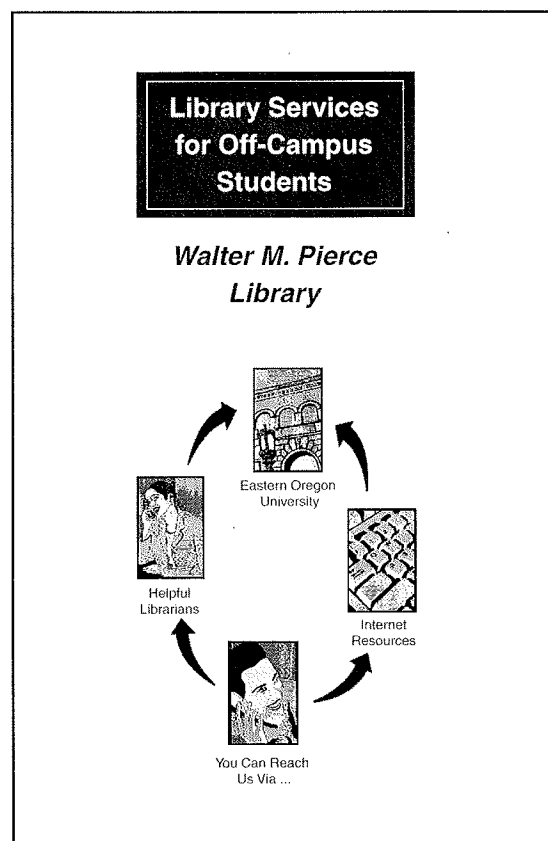 Library Services
for Off-Campus
Students
Walter M. Pierce
Library
Eastern Oregon
University
Helpful
Librarians
Internet
Resources
You Can Reach
Us Via ...